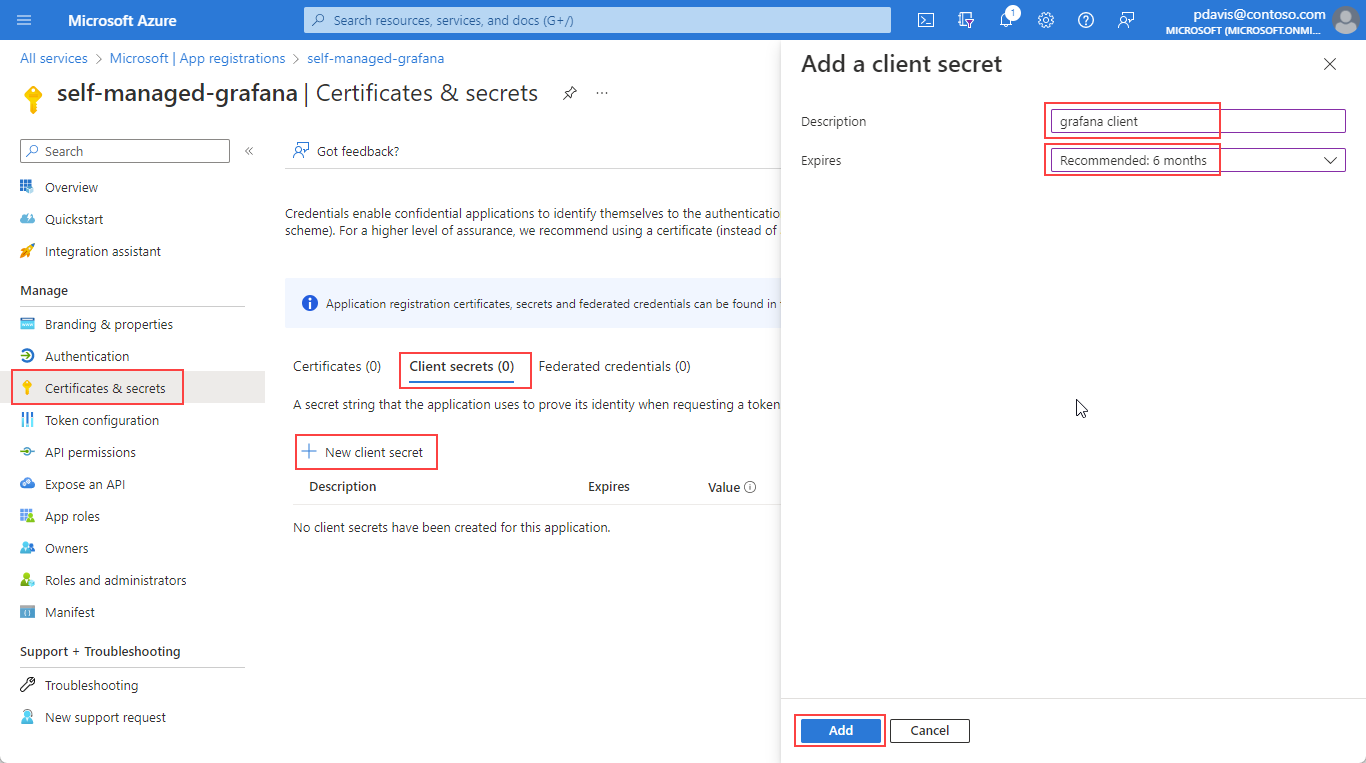 Microsoft Azure
Search resources, services, and docs (G+/)
1
pdavis@contoso.com
MICROSOFT (MICROSOFT.ONMI...
All services > Microsoft | App registrations > self-managed-grafana
self-managed-grafana | Certificates & secrets
...
Search
«
Overview
Quickstart
Integration assistant
Manage
Branding & properties
Authentication
Certificates & secrets
Token configuration
API permissions
Expose an API
App roles
Owners
Roles and administrators
Manifest
Support + Troubleshooting
Troubleshooting
New support request
Got feedback?
Credentials enable confidential applications to identify themselves to the authentication
scheme). For a higher level of assurance, we recommend using a certificate (instead of
Application registration certificates, secrets and federated credentials can be found in
Certificates (0) Client secrets (0) Federated credentials (0)
A secret string that the application uses to prove its identity when requesting a token
New client secret
Description Expires Value
No client secrets have been created for this application.
Add a client secret
Description grafana client
Expires Recommended: 6 months
Add Cancel